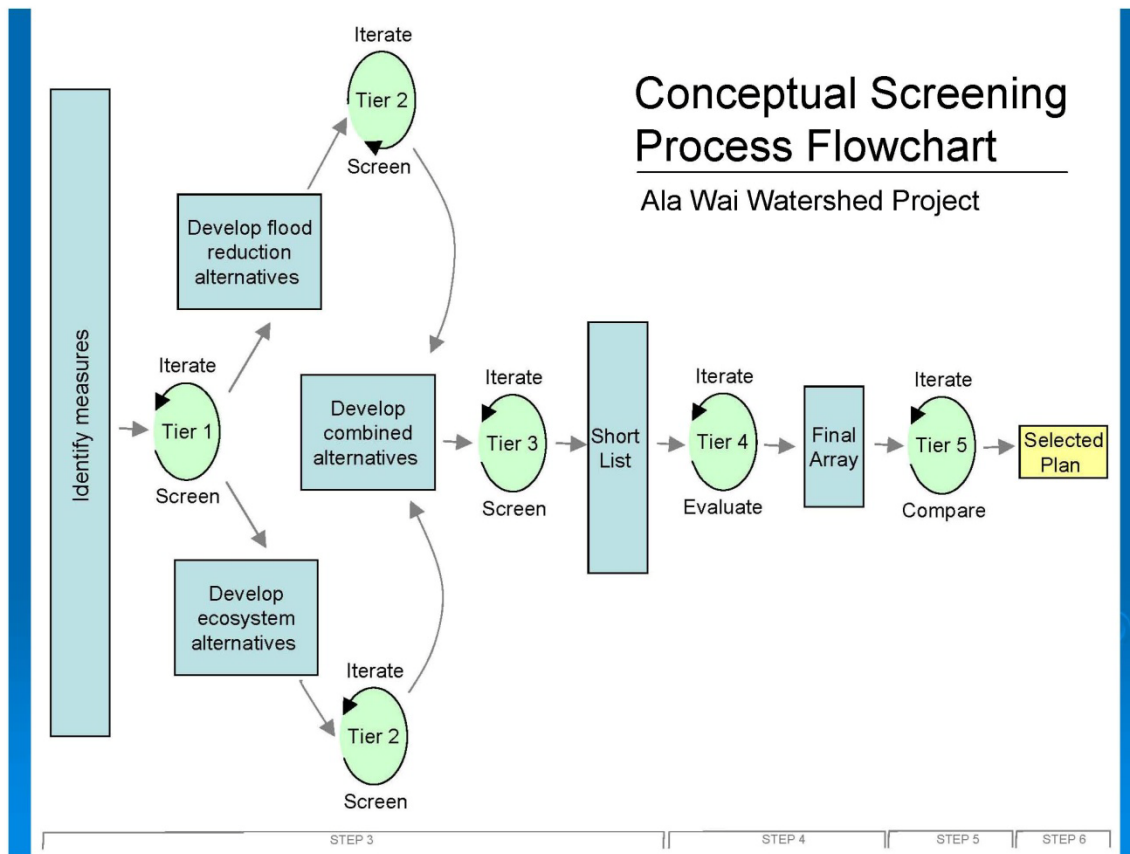 Conceptual Screening
Process Flowchart
Ala Wai Watershed Project
Identify measures
Iterate
Tier 1
Screen
Develop flood
reduction
alternatives
Iterate
Tier 2
Screen
Develop
ecosystem
alternatives
Iterate
Tier 2
Screen
Develop
combined
alternatives
Iterate
Tier 3
Screen
Short
List
Iterate
Tier 4
Evaluate
Final
Array
Iterate
Tier 5
Compare
Selected
Plan
STEP 3
STEP 4
STEP 5
STEP 6